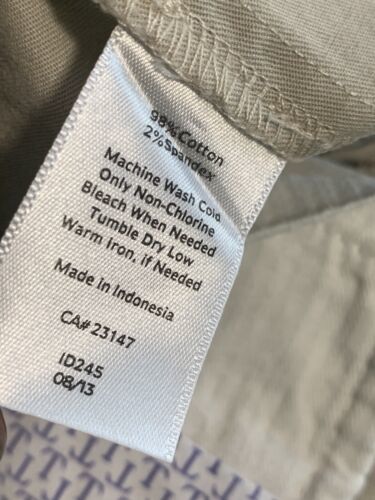 98% Cotton
2% Spandex
Machine Wash Cold
Only Non-Chlorine
Bleach When Needed
Tumble Dry Low
Warm Iron, if Needed
Made in Indonesia
CA# 23147
ID245
08/13